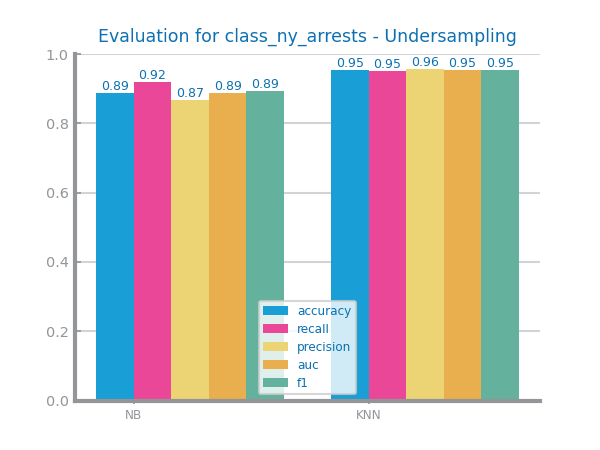 Evaluation for class_ny_arrests - Undersampling
1.0
0.8
0.6
0.4
0.2
0.0
0.89
0.92
0.87
0.89
0.89
0.95
0.95
0.96
0.95
0.95
accuracy
recall
precision
auc
f1
NB
KNN